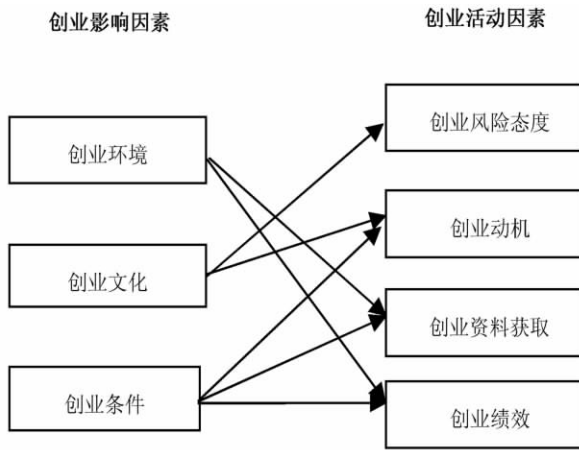 创业影响因素
创业活动因素
创业环境
创业文化
创业条件
创业风险态度
创业动机
创业资料获取
创业绩效